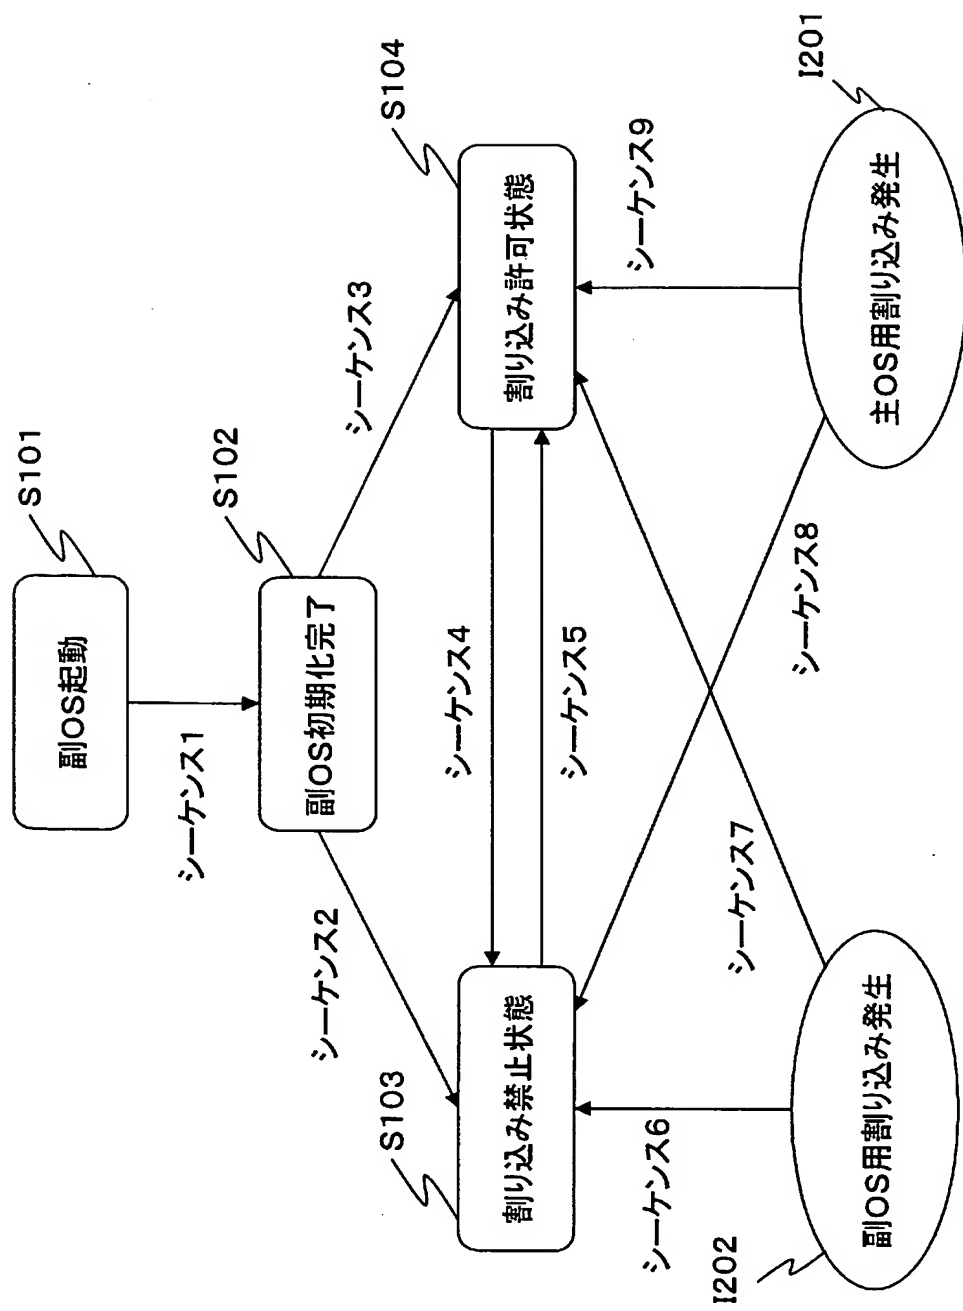 S101
副OS起動
シーケンス1
S102
副OS初期化完了
シーケンス2
シーケンス3
S103
割り込み禁止状態
S104
割り込み許可状態
シーケンス4
シーケンス5
シーケンス6
シーケンス7
シーケンス8
シーケンス9
I202
副OS用割り込み発生
I201
主OS用割り込み発生